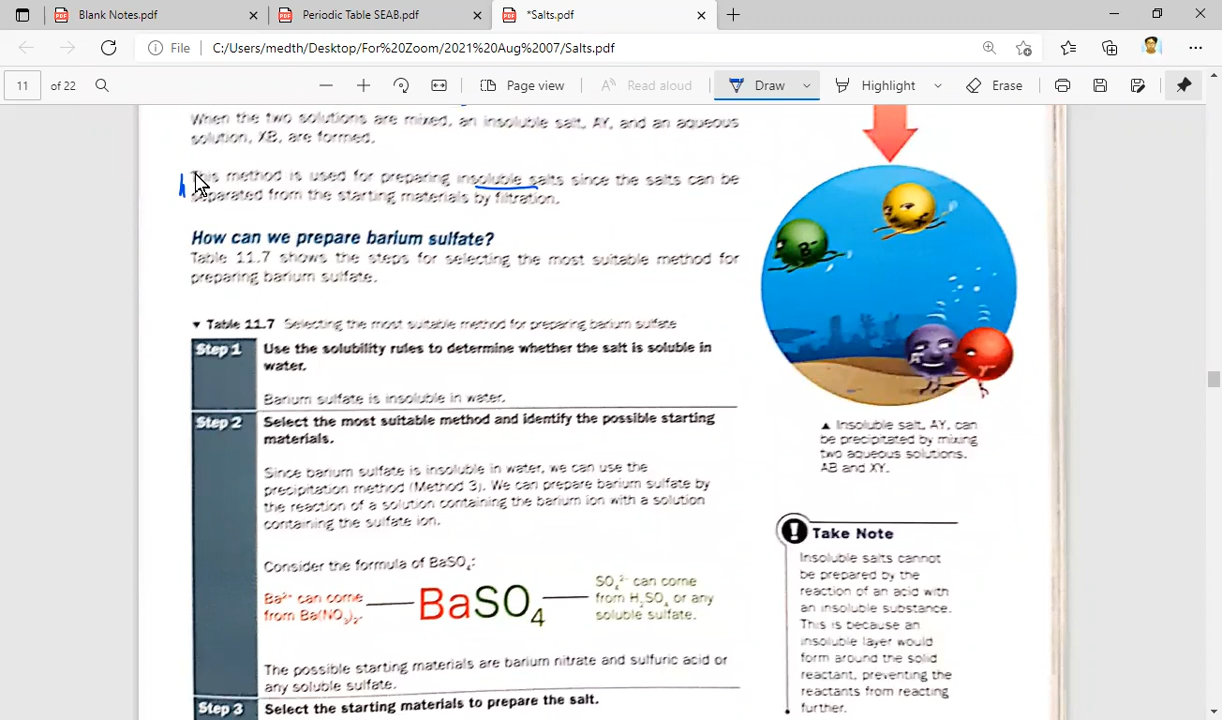 Blank Notes.pdf
Periodic Table SEAB.pdf
*Salts.pdf
File
C:/Users/medth/Desktop/For%20Zoom/2021%20Aug%2007/Salts.pdf
11 of 22
Page view
Read aloud
Draw
Highlight
Erase
When the two solutions are mixed, an insoluble salt, AY, and an aqueous
solution, XB, are formed.
This method is used for preparing insoluble salts since the salts can be
separated from the starting materials by filtration.
How can we prepare barium sulfate?
Table 11.7 shows the steps for selecting the most suitable method for
preparing barium sulfate.
▼ Table 11.7 Selecting the most suitable method for preparing barium sulfate
Step 1 Use the solubility rules to determine whether the salt is soluble in
water.
Barium sulfate is insoluble in water.
Step 2 Select the most suitable method and identify the possible starting
materials.
Since barium sulfate is insoluble in water, we can use the
precipitation method (Method 3). We can prepare barium sulfate by
the reaction of a solution containing the barium ion with a solution
containing the sulfate ion.
Consider the formula of BaSO₄:
Ba²⁺ can come
from Ba(NO₃)₂.
BaSO₄
SO₄²⁻ can come
from H₂SO₄ or any
soluble sulfate.
The possible starting materials are barium nitrate and sulfuric acid or
any soluble sulfate.
Step 3 Select the starting materials to prepare the salt.
X⁺
B⁻
A⁺
Y⁻
▲ Insoluble salt, AY, can
be precipitated by mixing
two aqueous solutions,
AB and XY.
Take Note
Insoluble salts cannot
be prepared by the
reaction of an acid with
an insoluble substance.
This is because an
insoluble layer would
form around the solid
reactant, preventing the
reactants from reacting
further.